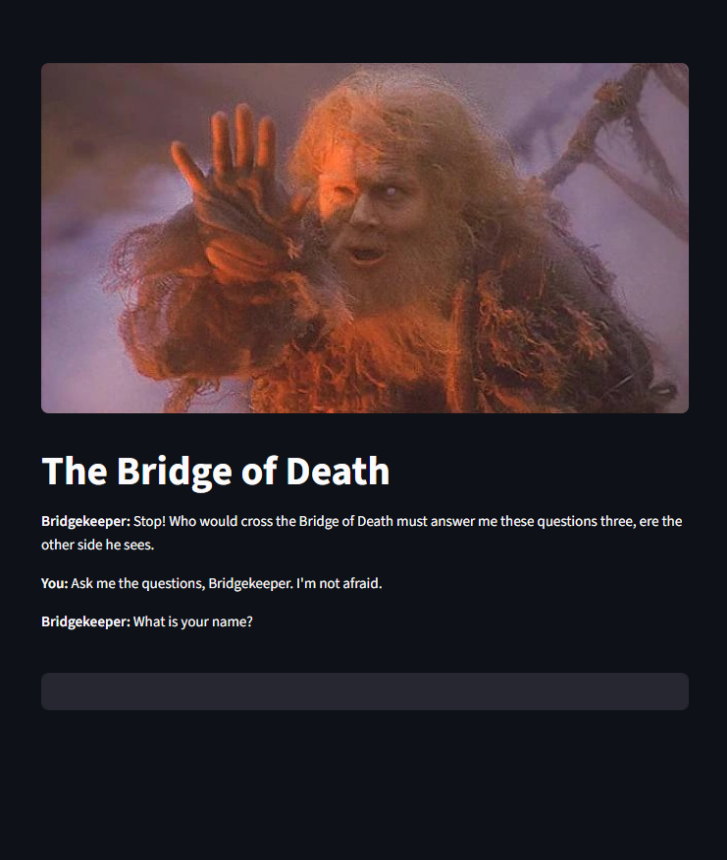 The Bridge of Death
Bridgekeeper: Stop! Who would cross the Bridge of Death must answer me these questions three, ere the
other side he sees.
You: Ask me the questions, Bridgekeeper. I'm not afraid.
Bridgekeeper: What is your name?